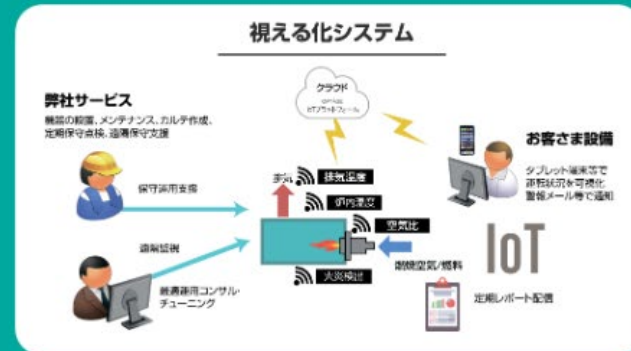 視える化システム
クラウド
IoTプラットフォーム
弊社サービス
機器の設置、メンテナンス、カルテ作成、
定期保守点検、遠隔保守支援
お客さま設備
タブレット端末等で
運転状況を可視化
警報メール等で通知
保守運用支援
排気
排気温度
炉内温度
空気比
遠隔監視
燃焼空気/燃料
火炎検出
最適運用コンサル・
チューニング
IoT
定期レポート配信